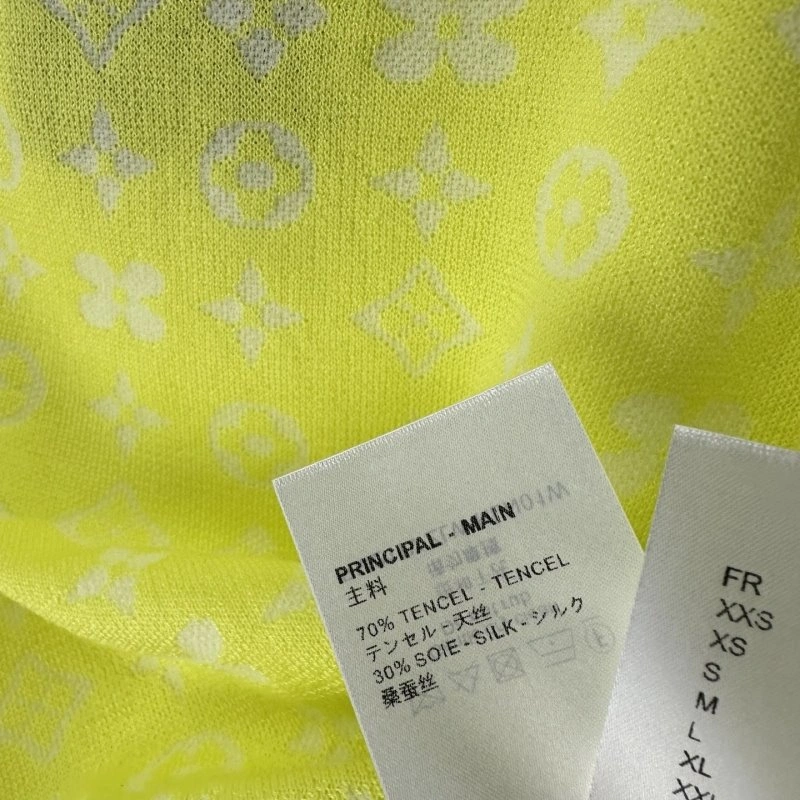 PRINCIPAL - MAIN
主料
70% TENCEL - TENCEL
テンセル - 天丝
30% SOIE - SILK - シルク
桑蚕丝
FR
XXS
XS
S
M
L
XL